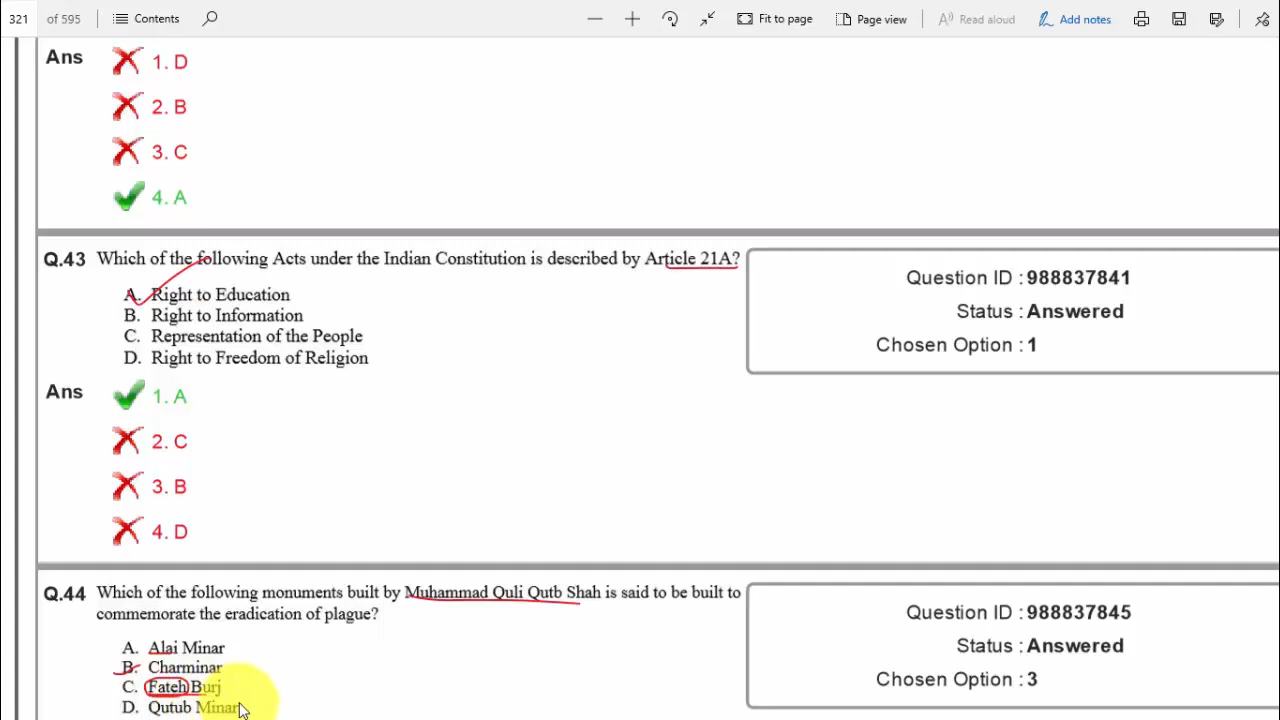 321 of 595 Contents Fit to page Page view Read aloud Add notes
Ans
1. D
2. B
3. C
4. A
Q.43 Which of the following Acts under the Indian Constitution is described by Article 21A?
A. Right to Education
B. Right to Information
C. Representation of the People
D. Right to Freedom of Religion
Question ID : 988837841
Status : Answered
Chosen Option : 1
Ans
1. A
2. C
3. B
4. D
Q.44 Which of the following monuments built by Muhammad Quli Qutb Shah is said to be built to
commemorate the eradication of plague?
A. Alai Minar
B. Charminar
C. Fateh Burj
D. Qutub Minar
Question ID : 988837845
Status : Answered
Chosen Option : 3